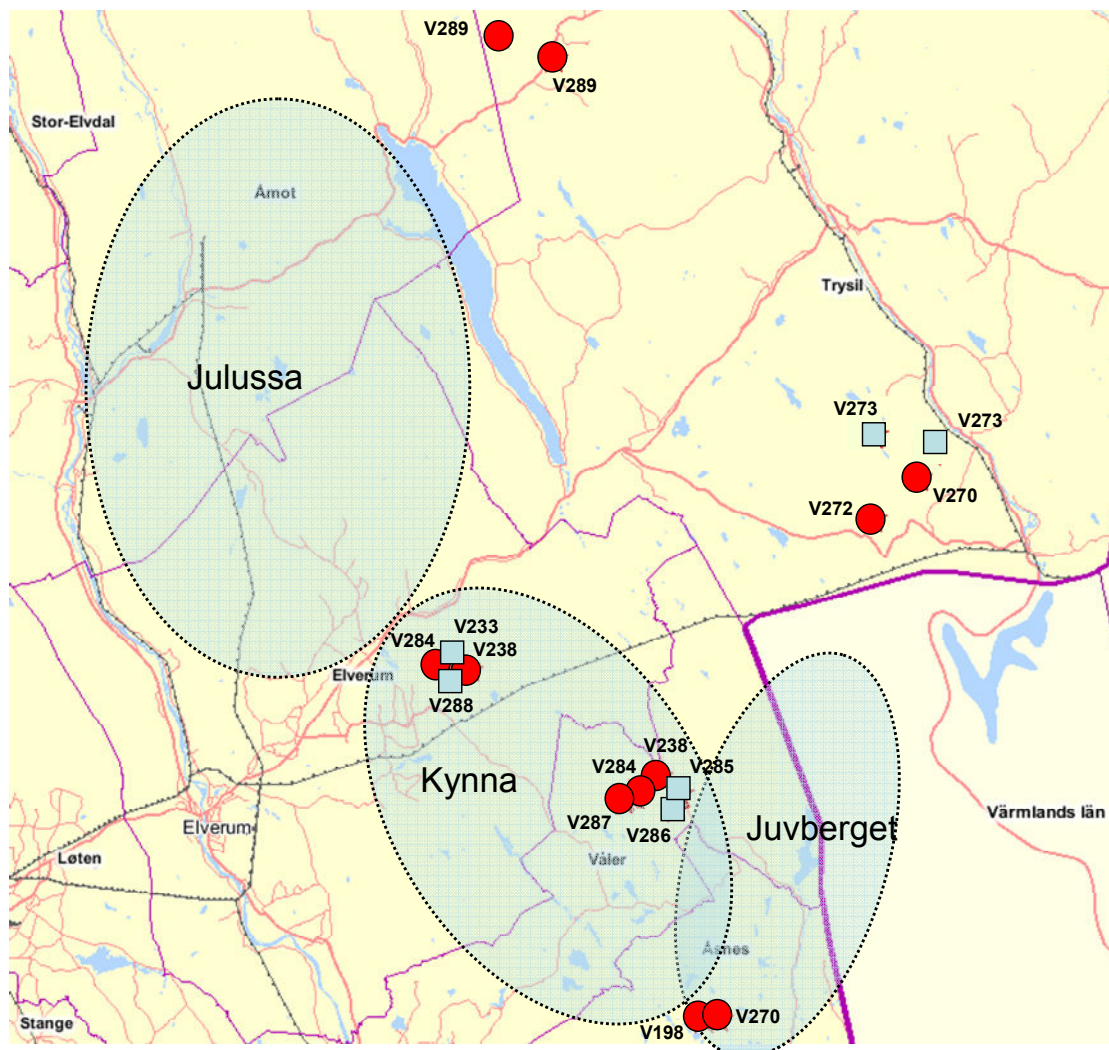 V289
V289
Stor-Elvdal
Åmot
Trysil
Julussa
V273
V273
V270
V272
V233
V284
V238
Elverum
V288
V238
V284
V285
Kynna
V287
V286
Juvberget
Elverum
Värmlands län
Løten
Våler
Åsnes
V198
V270
Stange